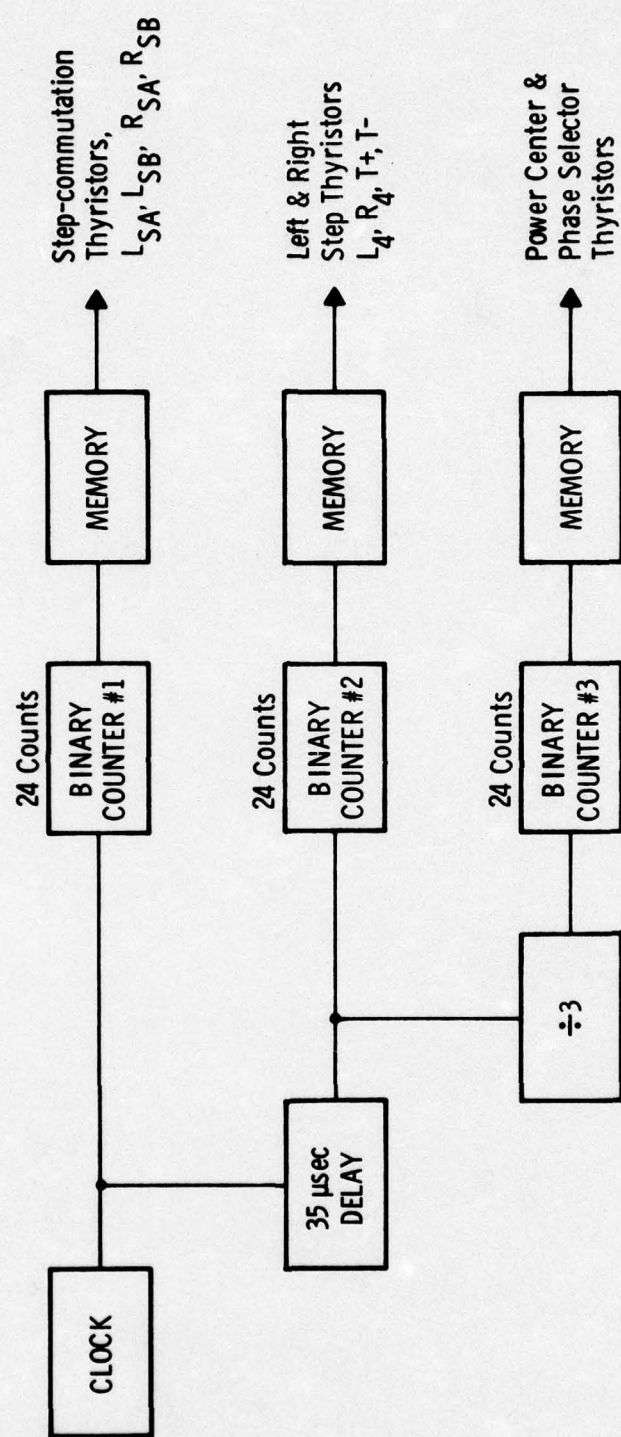 CLOCK
35 μsec
DELAY
÷3
24 Counts
BINARY
COUNTER #1
24 Counts
BINARY
COUNTER #2
24 Counts
BINARY
COUNTER #3
MEMORY
MEMORY
MEMORY
Step-commutation
Thyristors,
LSA, LSB, RSA, RSB
Left & Right
Step Thyristors
L4, R4, T+, T-
Power Center &
Phase Selector
Thyristors